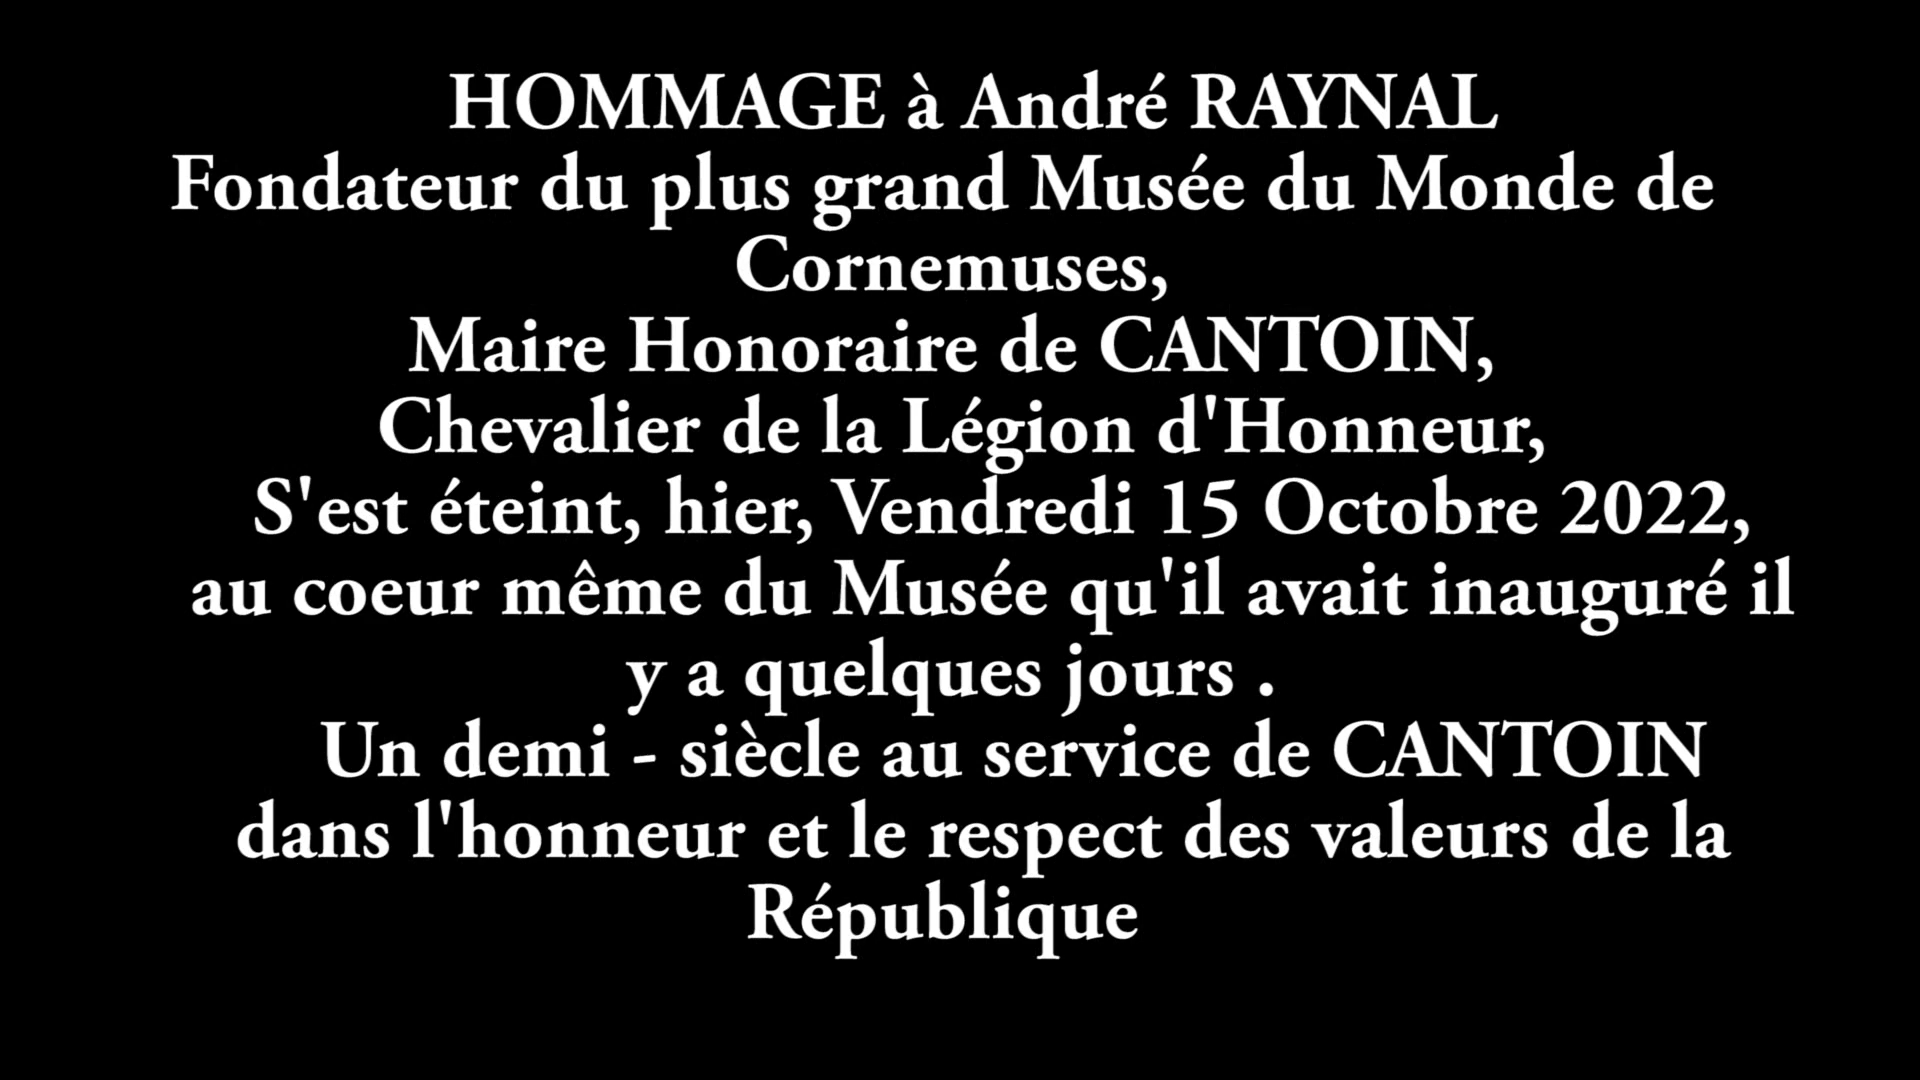 HOMMAGE à André RAYNAL
Fondateur du plus grand Musée du Monde de
Cornemuses,
Maire Honoraire de CANTOIN,
Chevalier de la Légion d'Honneur,
S'est éteint, hier, Vendredi 15 Octobre 2022,
au coeur même du Musée qu'il avait inauguré il
y a quelques jours .
Un demi - siècle au service de CANTOIN
dans l'honneur et le respect des valeurs de la
République